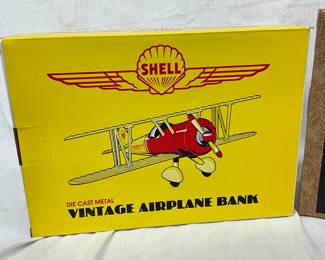 SHELL
DIE CAST METAL
VINTAGE AIRPLANE BANK